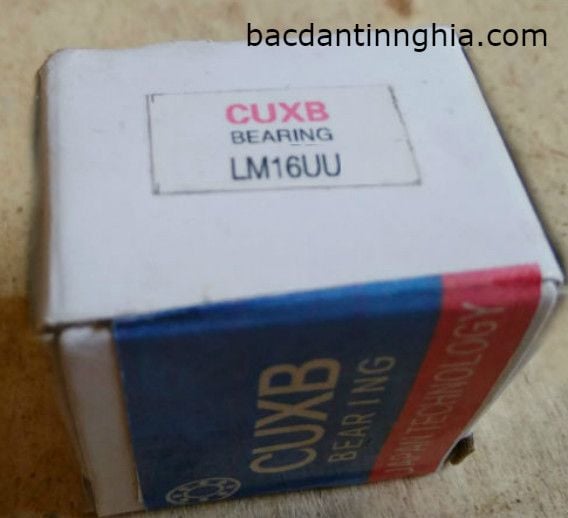 bacdantinnghia.com
CUXB
BEARING
LM16UU
CUXB
BEARING
JAPAN TECHNOLOGY